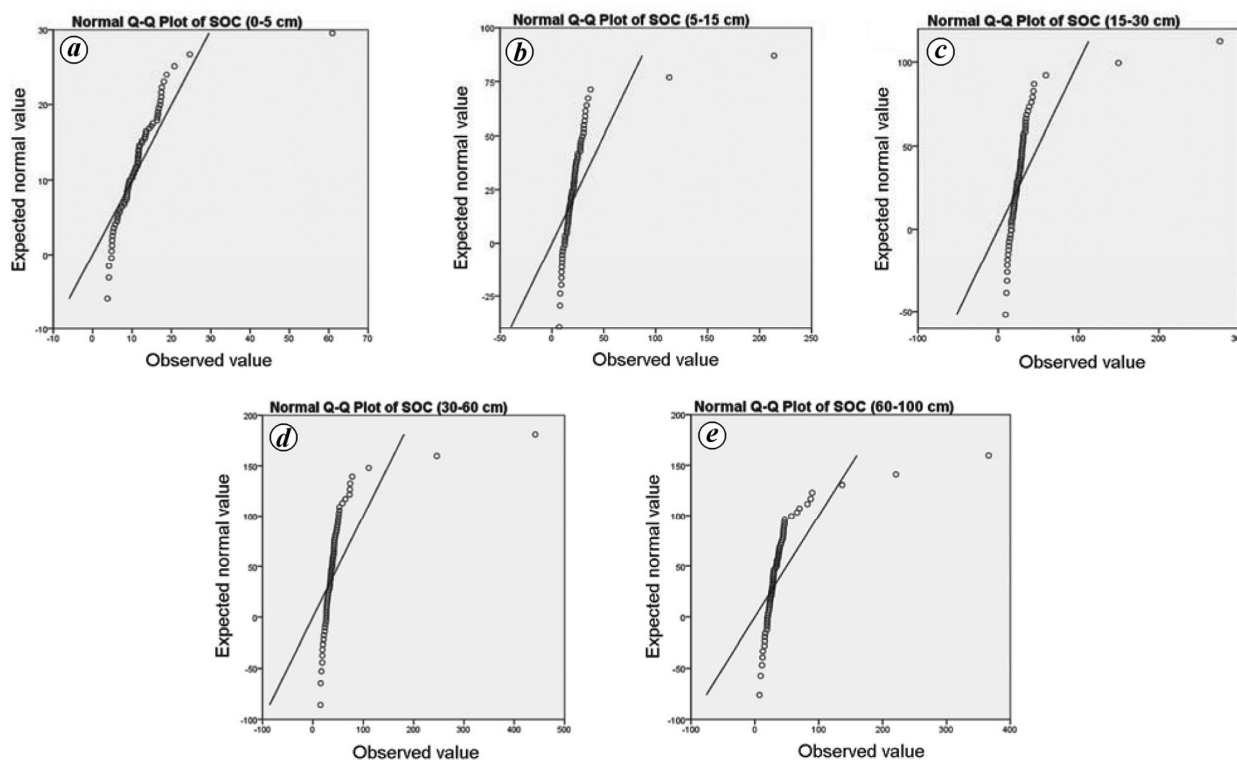 Normal Q-Q Plot of SOC (0-5 cm)
a
Expected normal value
30
20
10
0
-10
-10 0 10 20 30 40 50 60 70
Observed value
Normal Q-Q Plot of SOC (5-15 cm)
b
Expected normal value
100
75
50
25
0
-25
-50 0 50 100 150 200 250
Observed value
Normal Q-Q Plot of SOC (15-30 cm)
c
Expected normal value
100
50
0
-50
-100 0 100 200 300
Observed value
Normal Q-Q Plot of SOC (30-60 cm)
d
Expected normal value
200
150
100
50
0
-50
-100
-100 0 100 200 300 400 500
Observed value
Normal Q-Q Plot of SOC (60-100 cm)
e
Expected normal value
200
150
100
50
0
-50
-100
-100 0 100 200 300 400
Observed value